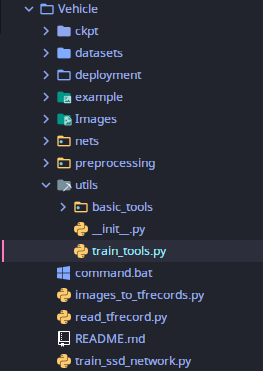 Vehicle
ckpt
datasets
deployment
example
Images
nets
preprocessing
utils
basic_tools
__init__.py
train_tools.py
command.bat
images_to_tfrecords.py
read_tfrecord.py
README.md
train_ssd_network.py